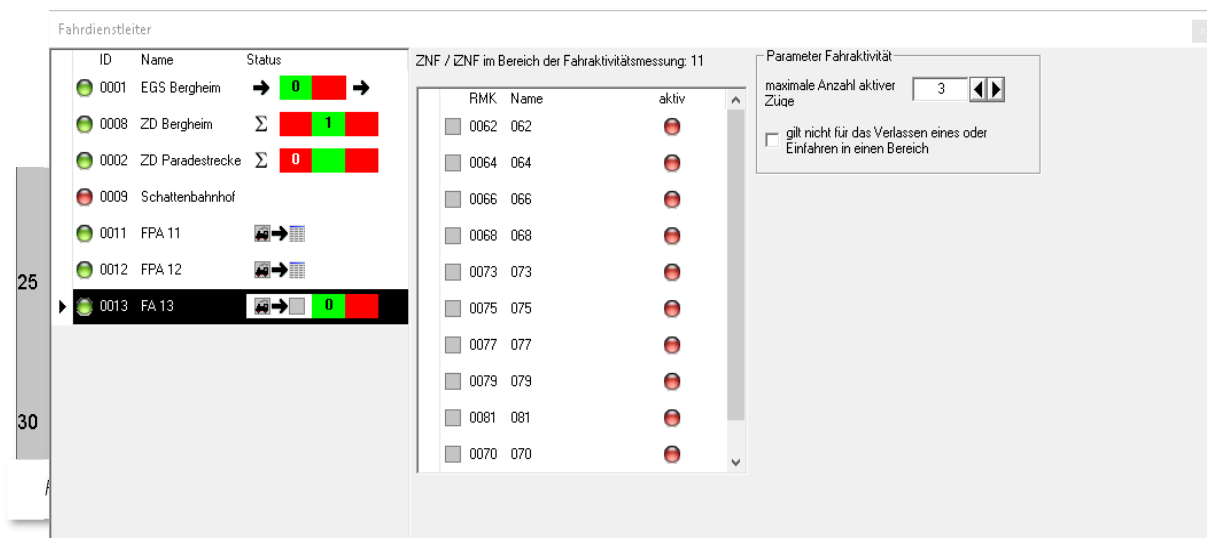 Fahrdienstleiter
ID Name Status
0001 EGS Bergheim 0
0008 ZD Bergheim Σ 1
0002 ZD Paradestrecke Σ 0
0009 Schattenbahnhof
0011 FPA 11
0012 FPA 12
0013 FA 13 0
ZNF / iZNF im Bereich der Fahraktivitätsmessung: 11
RMK Name aktiv
0062 062
0064 064
0066 066
0068 068
0073 073
0075 075
0077 077
0079 079
0081 081
0070 070
Parameter Fahraktivität
maximale Anzahl aktiver 3
Züge
gilt nicht für das Verlassen eines oder
Einfahren in einen Bereich
25
30